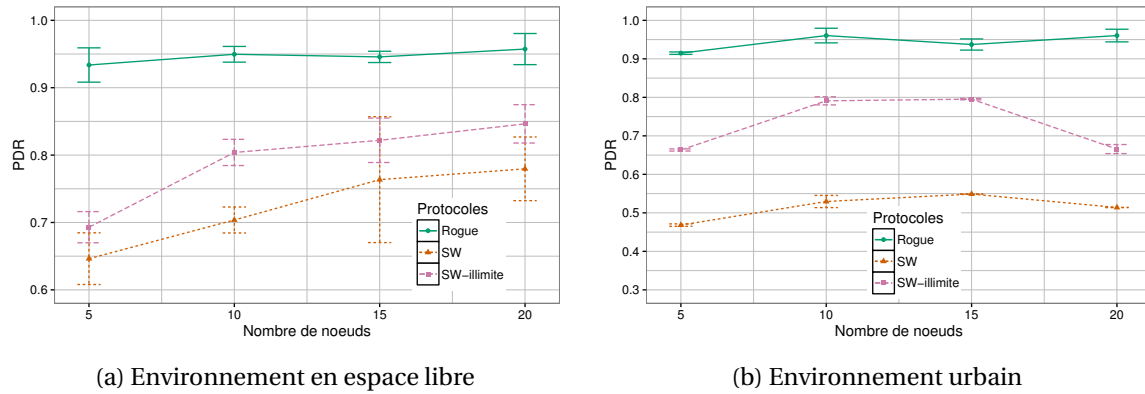 1.0
0.9
0.8
0.7
0.6
PDR
5
10
15
20
Nombre de noeuds
Protocoles
Rogue
SW
SW-illimite
(a) Environnement en espace libre
1.0
0.9
0.8
0.7
0.6
0.5
0.4
0.3
PDR
5
10
15
20
Nombre de noeuds
Protocoles
Rogue
SW
SW-illimite
(b) Environnement urbain